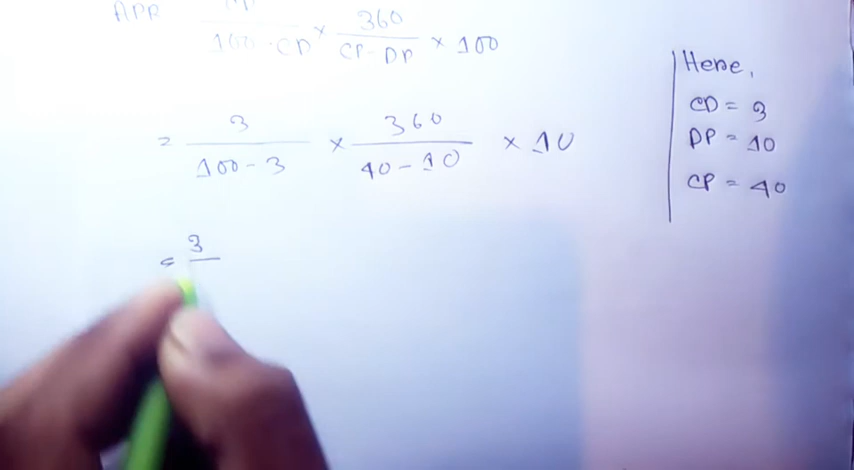 APR
100-CD × 360 / CP-DP × 100
= 3 / 100-3 × 360 / 40-10 × 10
= 3
Here,
CD = 3
DP = 10
CP = 40